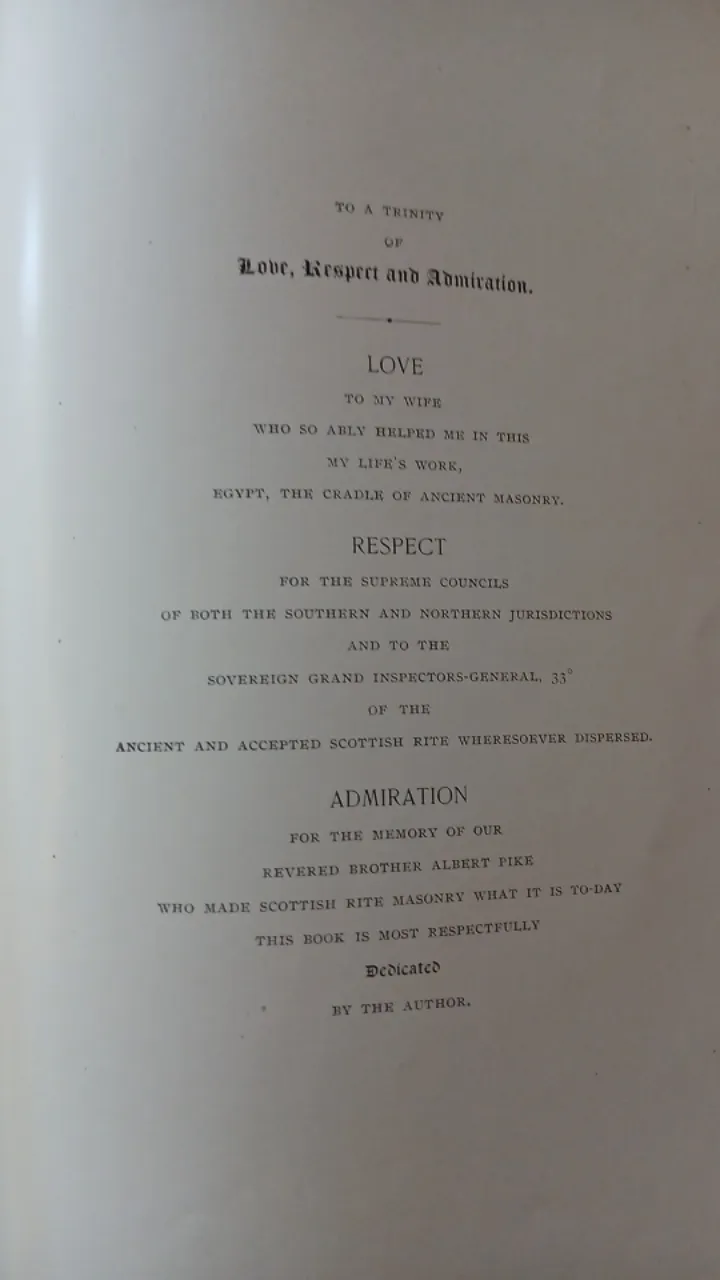 TO A TRINITY
OF
Love, Respect and Admiration.
LOVE
TO MY WIFE
WHO SO ABLY HELPED ME IN THIS
MY LIFE'S WORK,
EGYPT, THE CRADLE OF ANCIENT MASONRY.
RESPECT
FOR THE SUPREME COUNCILS
OF BOTH THE SOUTHERN AND NORTHERN JURISDICTIONS
AND TO THE
SOVEREIGN GRAND INSPECTORS-GENERAL, 33°
OF THE
ANCIENT AND ACCEPTED SCOTTISH RITE WHERESOEVER DISPERSED.
ADMIRATION
FOR THE MEMORY OF OUR
REVERED BROTHER ALBERT PIKE
WHO MADE SCOTTISH RITE MASONRY WHAT IT IS TO-DAY
THIS BOOK IS MOST RESPECTFULLY
Dedicated
BY THE AUTHOR.